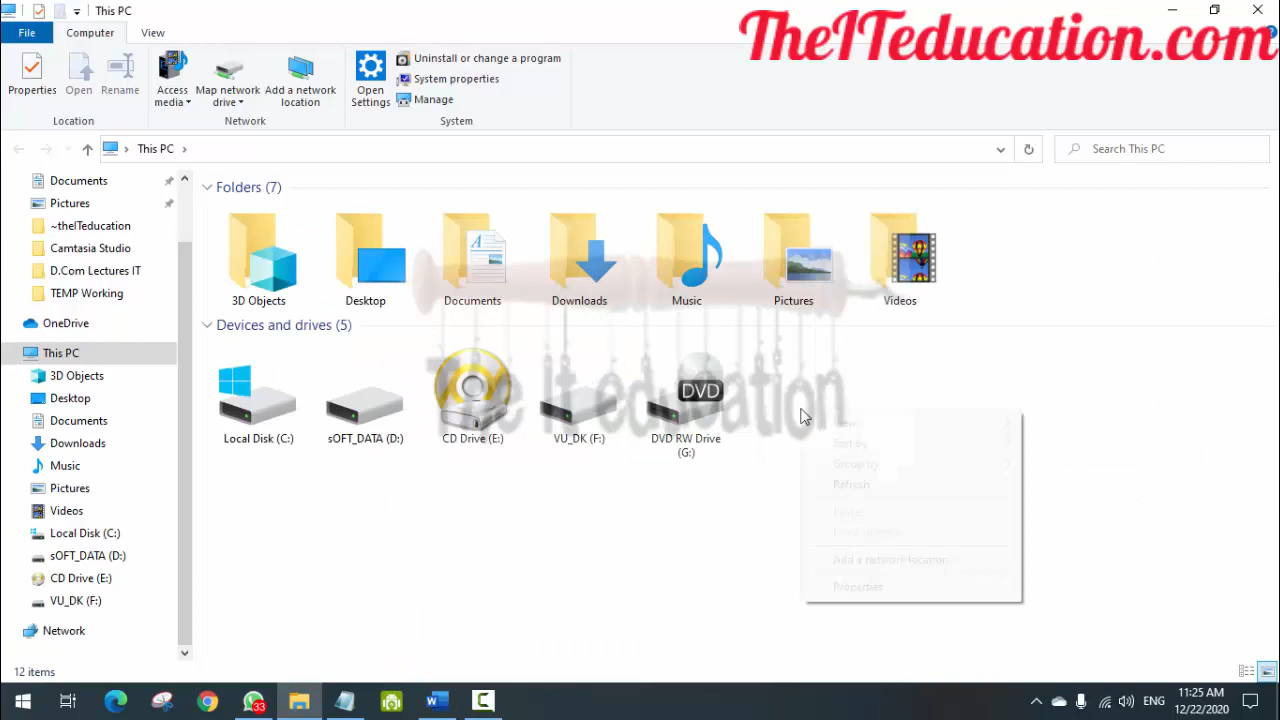 This PC
TheITeducation.com
File
Computer
View
Properties
Open
Rename
Access media
Map network drive
Add a network location
Open Settings
Uninstall or change a program
System properties
Manage
Location
Network
System
This PC
Search This PC
Documents
Pictures
~theITeducation
Camtasia Studio
D.Com Lectures IT
TEMP Working
OneDrive
This PC
3D Objects
Desktop
Documents
Downloads
Music
Pictures
Videos
Local Disk (C:)
sOFT_DATA (D:)
CD Drive (E:)
VU_DK (F:)
Network
Folders (7)
3D Objects
Desktop
Documents
Downloads
Music
Pictures
Videos
Devices and drives (5)
DVD
The It education
Local Disk (C:)
sOFT_DATA (D:)
CD Drive (E:)
VU_DK (F:)
DVD RW Drive
(G:)
Sort by
Group by
Refresh
Add a network location
Properties
12 items
33
ENG
11:25 AM
12/22/2020